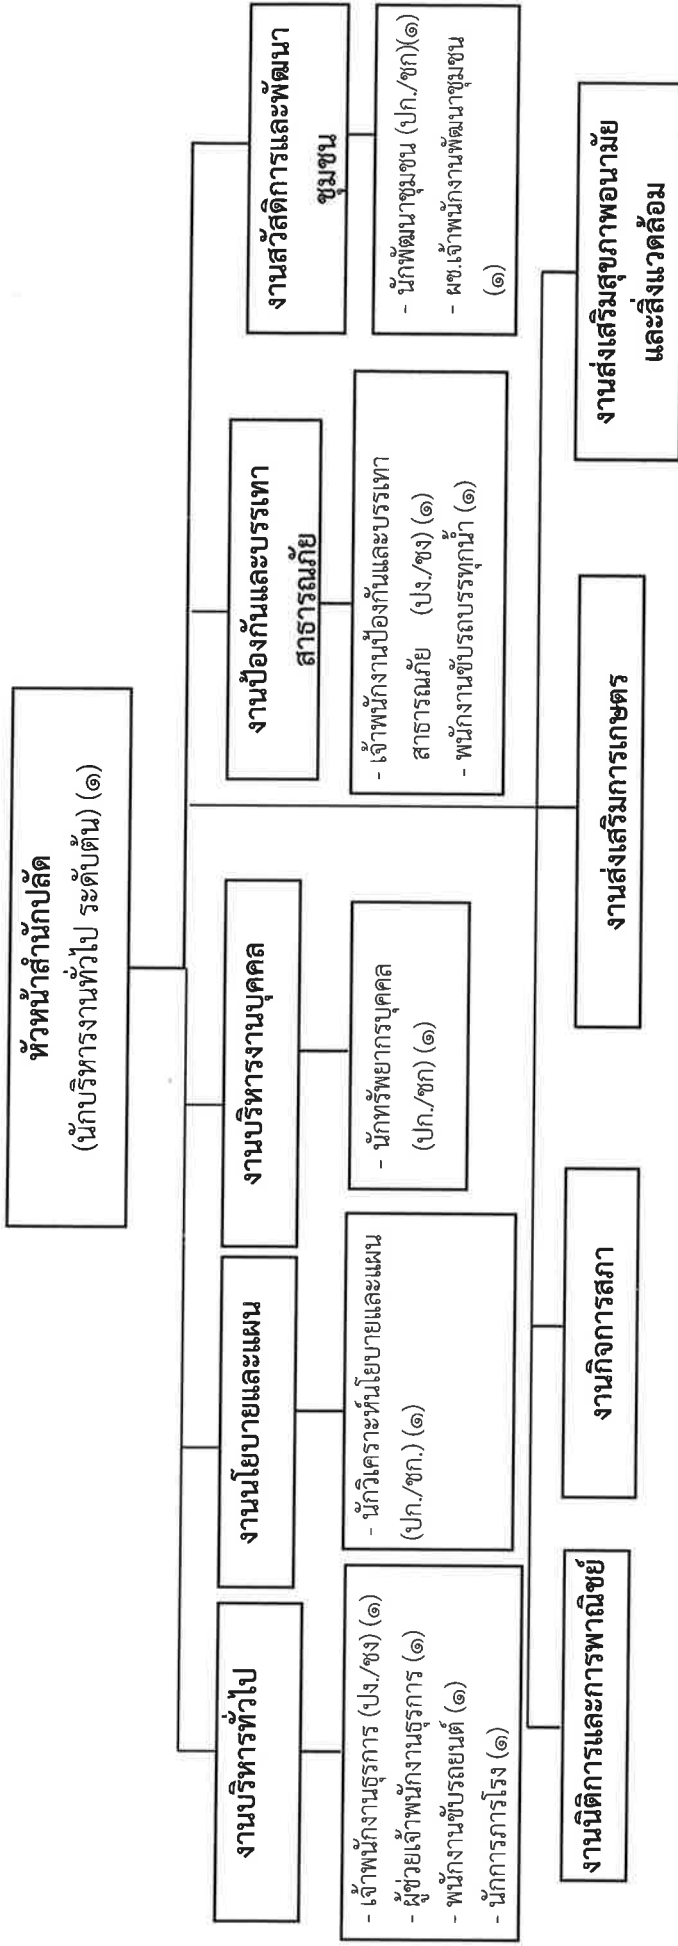 หัวหน้าสำนักปลัด
(นักบริหารงานทั่วไป ระดับต้น) (๑)
งานบริหารทั่วไป
- เจ้าพนักงานธุรการ (ปง./ชง) (๑)
- ผู้ช่วยเจ้าพนักงานธุรการ (๑)
- พนักงานขับรถยนต์ (๑)
- นักการภารโรง (๑)
งานนโยบายและแผน
- นักวิเคราะห์นโยบายและแผน
(ปก./ชก.) (๑)
งานบริหารงานบุคคล
- นักทรัพยากรบุคคล
(ปก./ชก) (๑)
งานป้องกันและบรรเทา
สาธารณภัย
- เจ้าพนักงานป้องกันและบรรเทา
สาธารณภัย (ปง./ชง) (๑)
- พนักงานขับรถบรรทุกน้ำ (๑)
งานสวัสดิการและพัฒนา
ชุมชน
- นักพัฒนาชุมชน (ปก./ชก)(๑)
- ผช.เจ้าพนักงานพัฒนาชุมชน
(๑)
งานนิติการและการพาณิชย์
งานกิจการสภา
งานส่งเสริมการเกษตร
งานส่งเสริมสุขภาพอนามัย
และสิ่งแวดล้อม